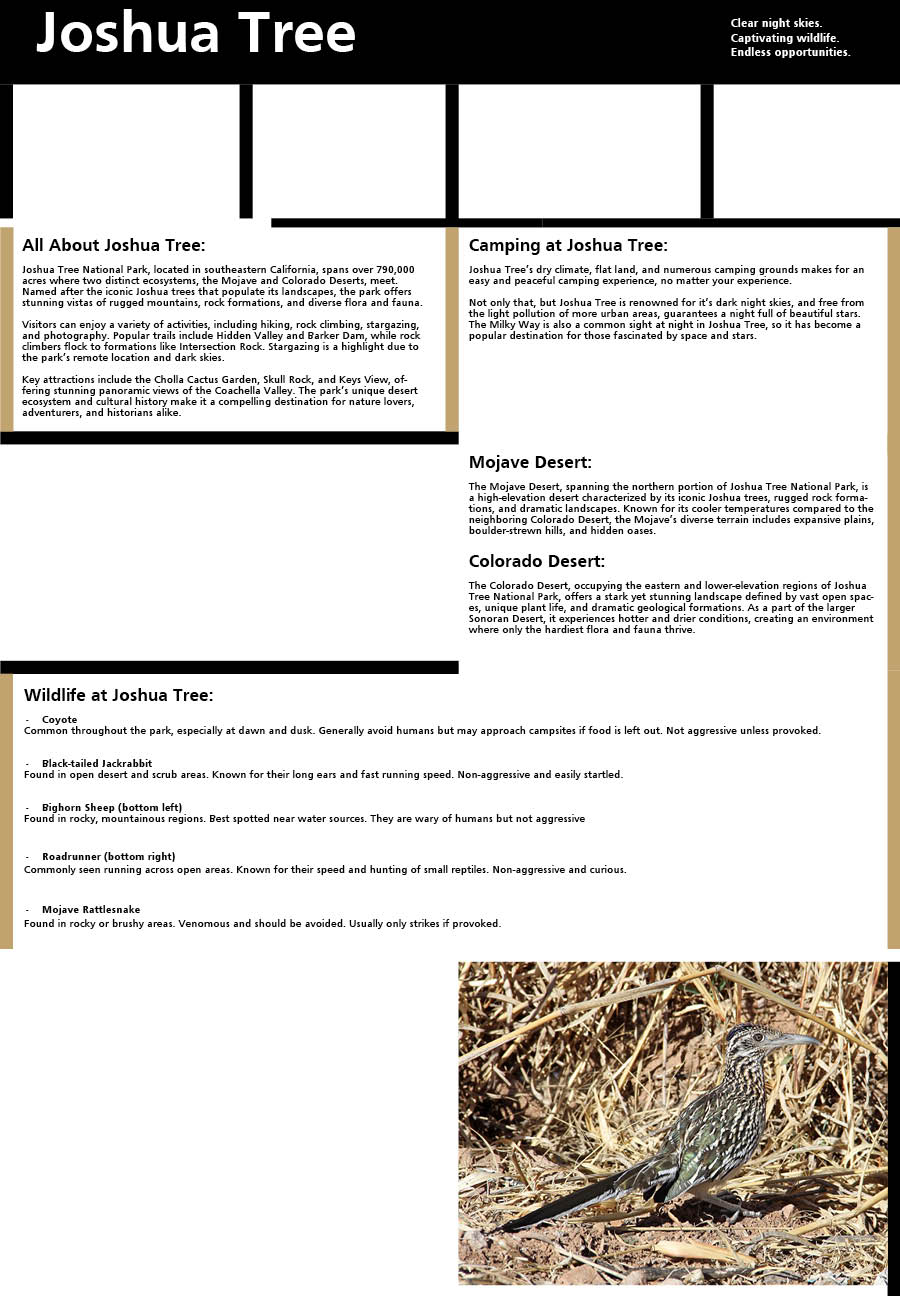 Joshua Tree
Clear night skies.
Captivating wildlife.
Endless opportunities.
All About Joshua Tree:
Joshua Tree National Park, located in southeastern California, spans over 790,000
acres where two distinct ecosystems, the Mojave and Colorado Deserts, meet.
Named after the iconic Joshua trees that populate its landscapes, the park offers
stunning vistas of rugged mountains, rock formations, and diverse flora and fauna.
Visitors can enjoy a variety of activities, including hiking, rock climbing, stargazing,
and photography. Popular trails include Hidden Valley and Barker Dam, while rock
climbers flock to formations like Intersection Rock. Stargazing is a highlight due to
the park's remote location and dark skies.
Key attractions include the Cholla Cactus Garden, Skull Rock, and Keys View, of-
fering stunning panoramic views of the Coachella Valley. The park's unique desert
ecosystem and cultural history make it a compelling destination for nature lovers,
adventurers, and historians alike.
Camping at Joshua Tree:
Joshua Tree's dry climate, flat land, and numerous camping grounds makes for an
easy and peaceful camping experience, no matter your experience.
Not only that, but Joshua Tree is renowned for it's dark night skies, and free from
the light pollution of more urban areas, guarantees a night full of beautiful stars.
The Milky Way is also a common sight at night in Joshua Tree, so it has become a
popular destination for those fascinated by space and stars.
Mojave Desert:
The Mojave Desert, spanning the northern portion of Joshua Tree National Park, is
a high-elevation desert characterized by its iconic Joshua trees, rugged rock forma-
tions, and dramatic landscapes. Known for its cooler temperatures compared to the
neighboring Colorado Desert, the Mojave's diverse terrain includes expansive plains,
boulder-strewn hills, and hidden oases.
Colorado Desert:
The Colorado Desert, occupying the eastern and lower-elevation regions of Joshua
Tree National Park, offers a stark yet stunning landscape defined by vast open spac-
es, unique plant life, and dramatic geological formations. As a part of the larger
Sonoran Desert, it experiences hotter and drier conditions, creating an environment
where only the hardiest flora and fauna thrive.
Wildlife at Joshua Tree:
- Coyote
Common throughout the park, especially at dawn and dusk. Generally avoid humans but may approach campsites if food is left out. Not aggressive unless provoked.
- Black-tailed Jackrabbit
Found in open desert and scrub areas. Known for their long ears and fast running speed. Non-aggressive and easily startled.
- Bighorn Sheep (bottom left)
Found in rocky, mountainous regions. Best spotted near water sources. They are wary of humans but not aggressive
- Roadrunner (bottom right)
Commonly seen running across open areas. Known for their speed and hunting of small reptiles. Non-aggressive and curious.
- Mojave Rattlesnake
Found in rocky or brushy areas. Venomous and should be avoided. Usually only strikes if provoked.